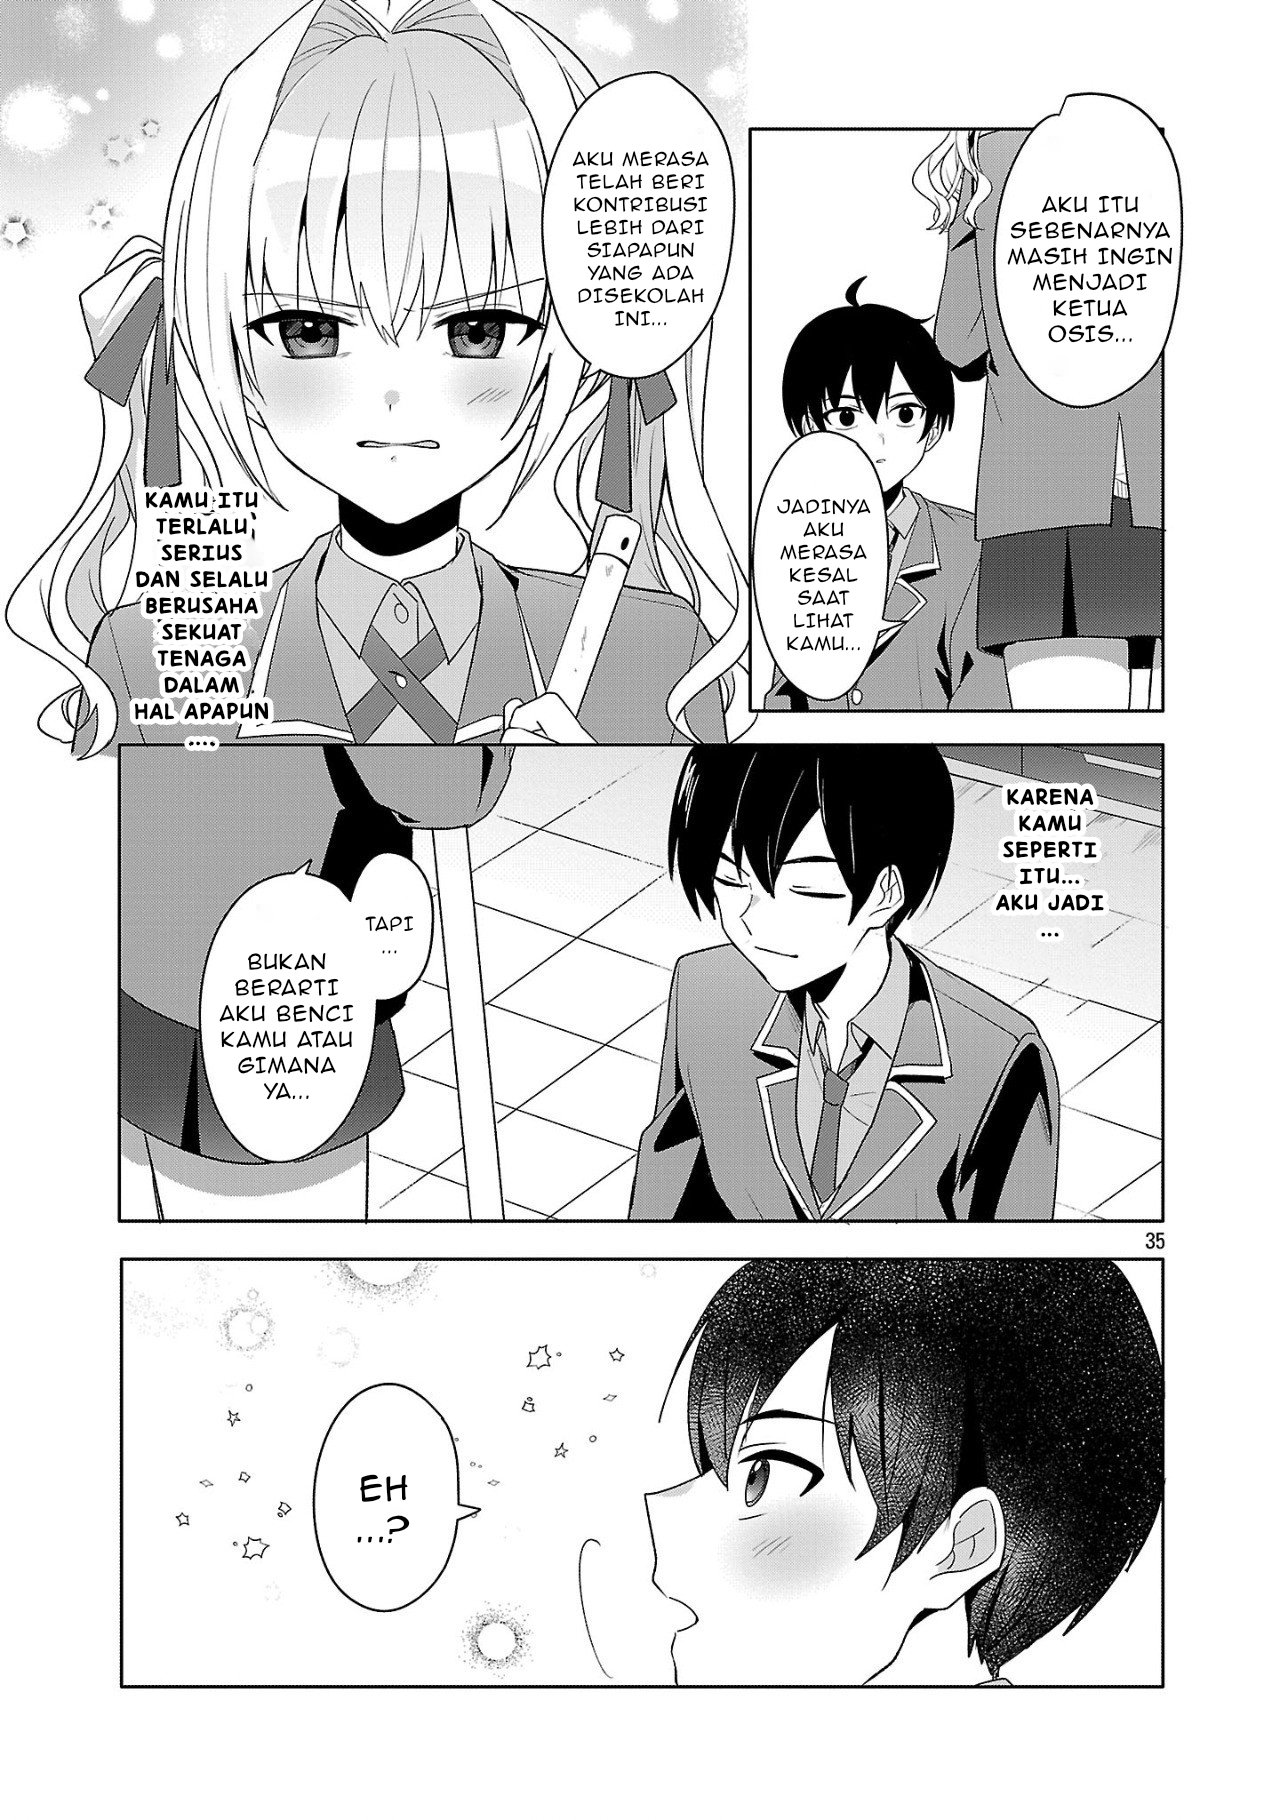 AKU ITU
SEBENARNYA
MASIH INGIN
MENJADI
KETUA
OSIS...
JADINYA
AKU
MERASA
KESAL
SAAT
LIHAT
KAMU...
AKU MERASA
TELAH BERI
KONTRIBUSI
LEBIH DARI
SIAPAPUN
YANG ADA
DISEKOLAH
INI...
KAMU ITU
TERLALU
SERIUS
DAN SELALU
BERUSAHA
SEKUAT
TENAGA
DALAM
HAL APAPUN
....
KARENA
KAMU
SEPERTI
ITU...
AKU JADI
...
TAPI
...
BUKAN
BERARTI
AKU BENCI
KAMU ATAU
GIMANA
YA...
35
EH
...?